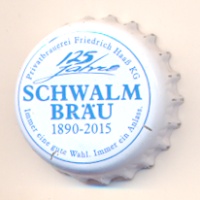 Privatbrauerei Friedrich Haaß KG
125
Jahre
SCHWALM
BRÄU
1890-2015
Immer eine gute Wahl. Immer ein Anlass.